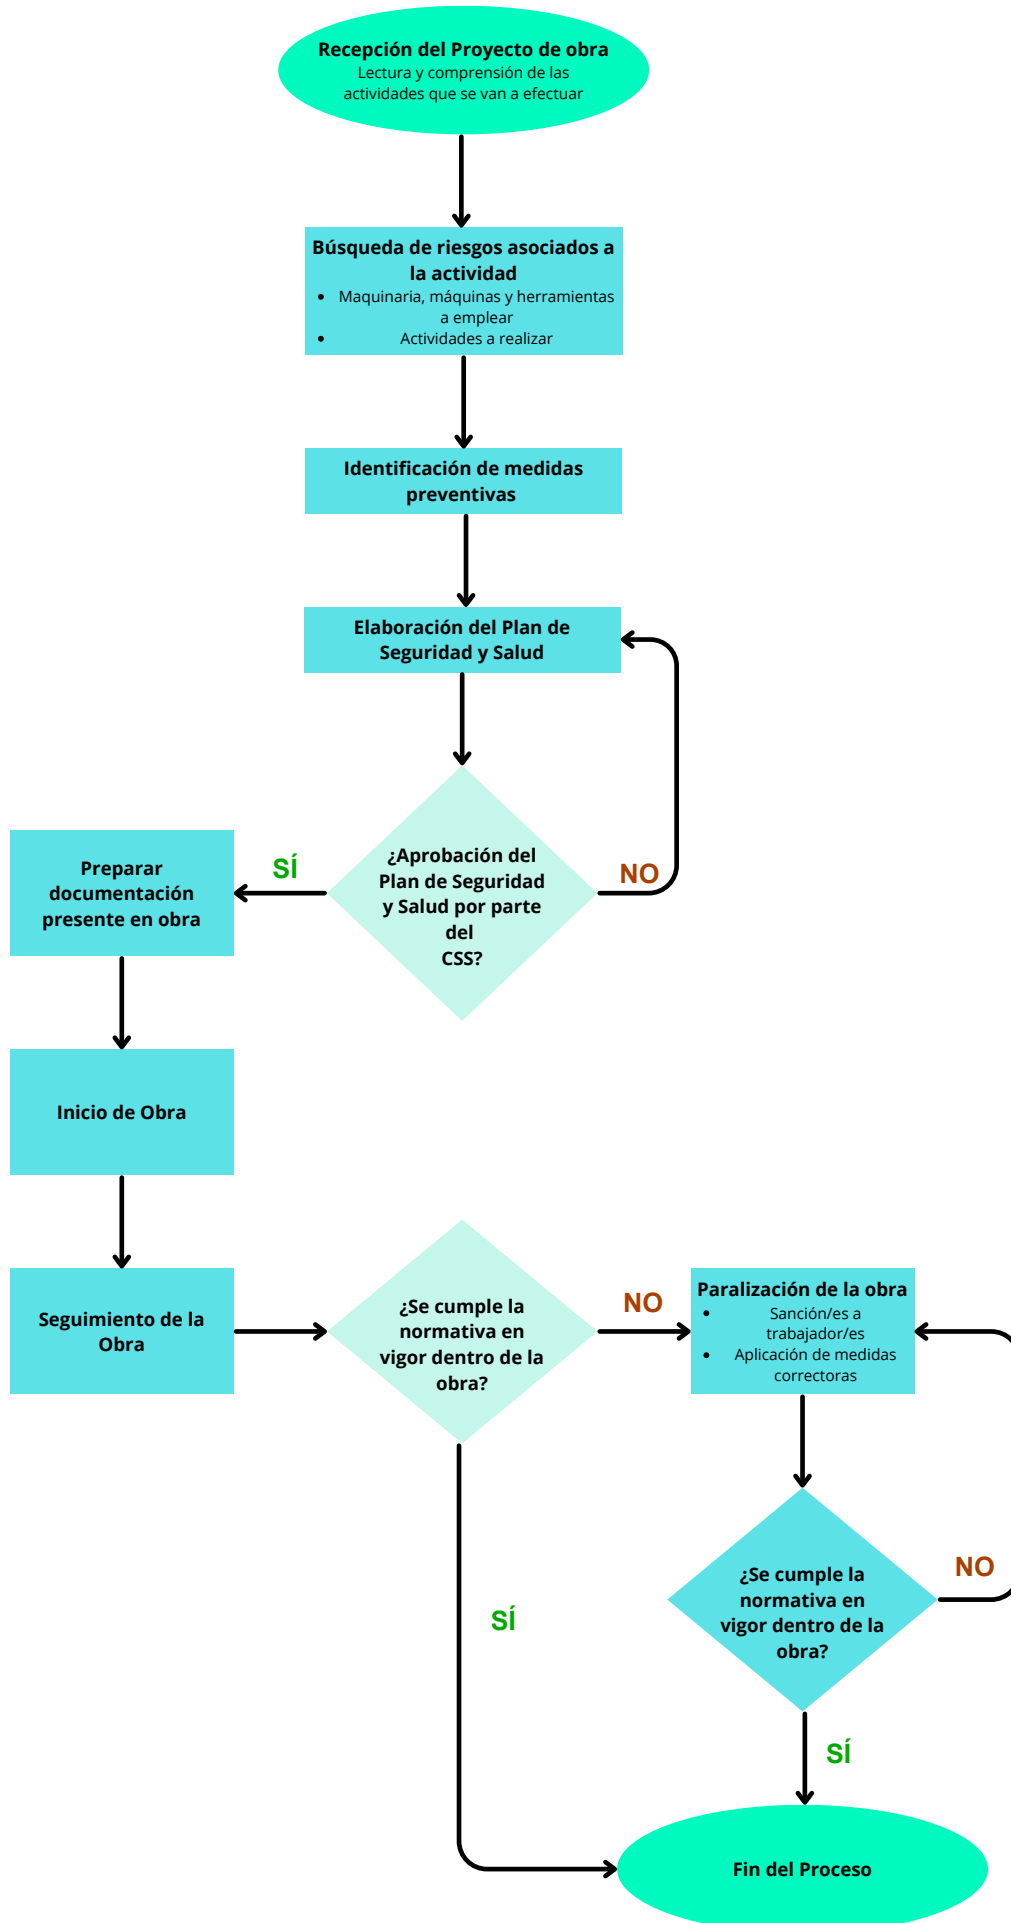 Recepción del Proyecto de obra
Lectura y comprensión de las
actividades que se van a efectuar
Búsqueda de riesgos asociados a
la actividad
• Maquinaria, máquinas y herramientas
a emplear
• Actividades a realizar
Identificación de medidas
preventivas
Elaboración del Plan de
Seguridad y Salud
¿Aprobación del
Plan de Seguridad
y Salud por parte
del
CSS?
SÍ
NO
Preparar
documentación
presente en obra
Inicio de Obra
Seguimiento de la
Obra
¿Se cumple la
normativa en
vigor dentro de la
obra?
NO
Paralización de la obra
• Sanción/es a
trabajador/es
• Aplicación de medidas
correctoras
¿Se cumple la
normativa en
vigor dentro de la
obra?
NO
SÍ
SÍ
Fin del Proceso